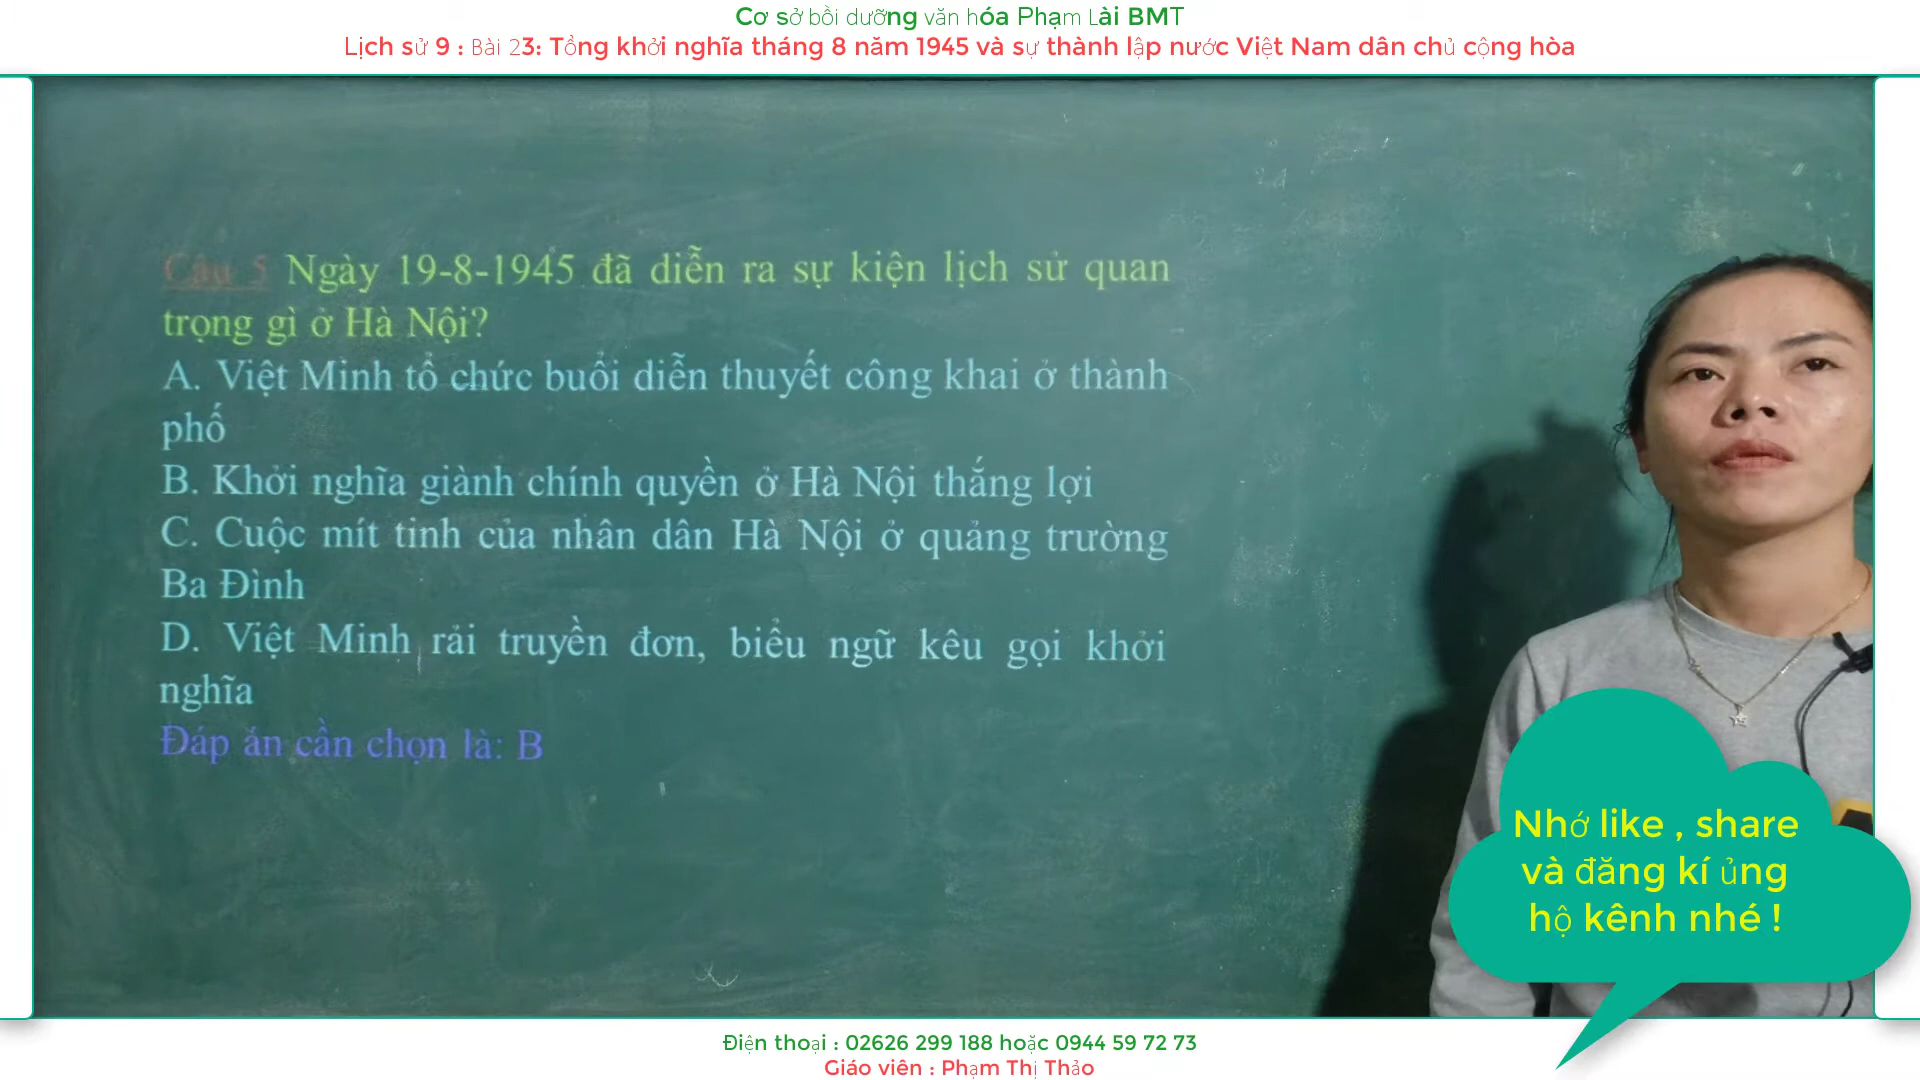 Cơ sở bồi dưỡng văn hóa Phạm Lài BMT
Lịch sử 9 : Bài 23: Tổng khởi nghĩa tháng 8 năm 1945 và sự thành lập nước Việt Nam dân chủ cộng hòa
Câu 5 Ngày 19-8-1945 đã diễn ra sự kiện lịch sử quan
trọng gì ở Hà Nội?
A. Việt Minh tổ chức buổi diễn thuyết công khai ở thành
phố
B. Khởi nghĩa giành chính quyền ở Hà Nội thắng lợi
C. Cuộc mít tinh của nhân dân Hà Nội ở quảng trường
Ba Đình
D. Việt Minh rải truyền đơn, biểu ngữ kêu gọi khởi
nghĩa
Đáp án cần chọn là: B
Nhớ like , share
và đăng kí ủng
hộ kênh nhé !
Điện thoại : 02626 299 188 hoặc 0944 59 72 73
Giáo viên : Phạm Thị Thảo